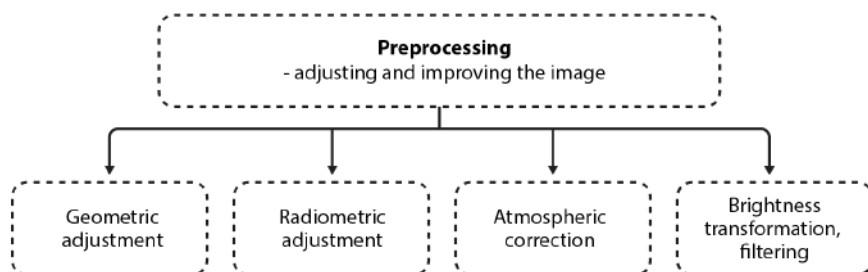 Preprocessing
- adjusting and improving the image
Geometric
adjustment
Radiometric
adjustment
Atmospheric
correction
Brightness
transformation,
filtering